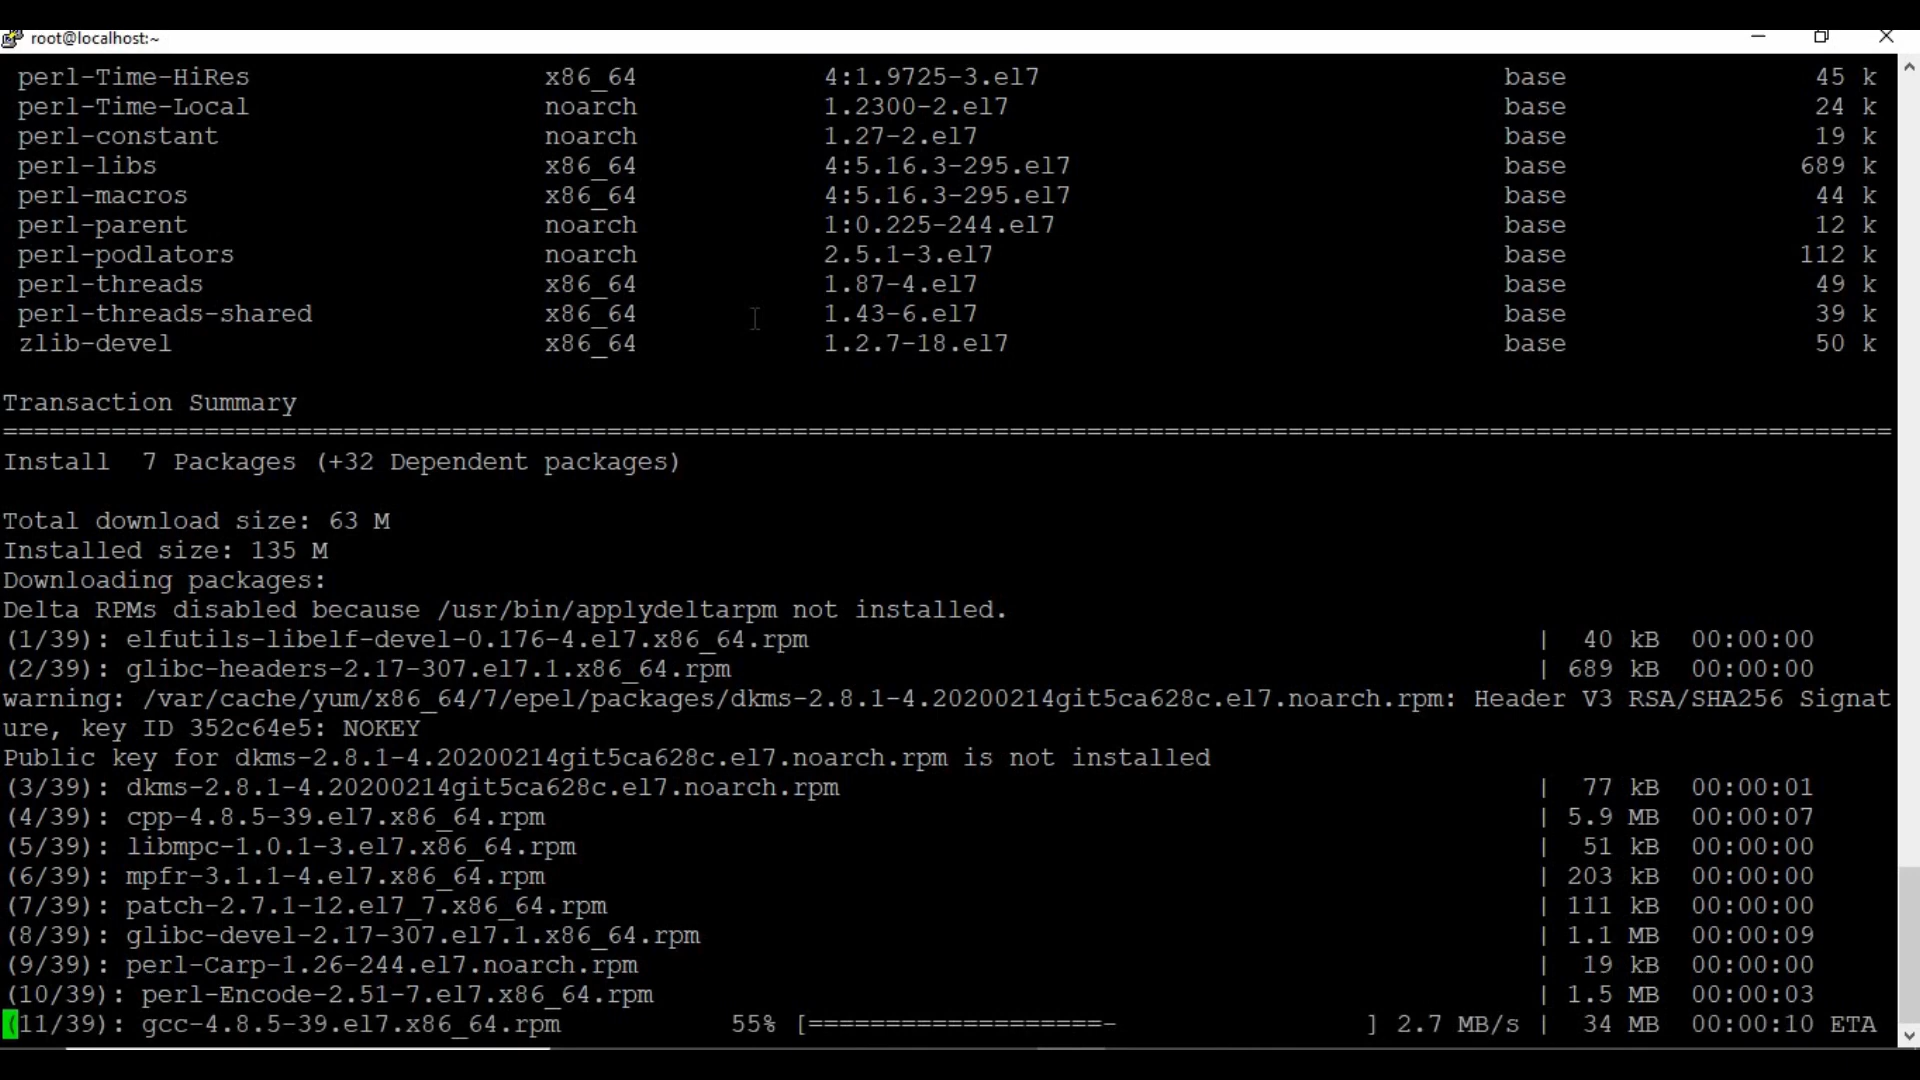 root@localhost:~
perl-Time-HiRes x86_64 4:1.9725-3.el7 base 45 k
perl-Time-Local noarch 1.2300-2.el7 base 24 k
perl-constant noarch 1.27-2.el7 base 19 k
perl-libs x86_64 4:5.16.3-295.el7 base 689 k
perl-macros x86_64 4:5.16.3-295.el7 base 44 k
perl-parent noarch 1:0.225-244.el7 base 12 k
perl-podlators noarch 2.5.1-3.el7 base 112 k
perl-threads x86_64 1.87-4.el7 base 49 k
perl-threads-shared x86_64 1.43-6.el7 base 39 k
zlib-devel x86_64 1.2.7-18.el7 base 50 k
Transaction Summary
================================================================================================================
Install 7 Packages (+32 Dependent packages)
Total download size: 63 M
Installed size: 135 M
Downloading packages:
Delta RPMs disabled because /usr/bin/applydeltarpm not installed.
(1/39): elfutils-libelf-devel-0.176-4.el7.x86_64.rpm | 40 kB 00:00:00
(2/39): glibc-headers-2.17-307.el7.1.x86_64.rpm | 689 kB 00:00:00
warning: /var/cache/yum/x86_64/7/epel/packages/dkms-2.8.1-4.20200214git5ca628c.el7.noarch.rpm: Header V3 RSA/SHA256 Signat
ure, key ID 352c64e5: NOKEY
Public key for dkms-2.8.1-4.20200214git5ca628c.el7.noarch.rpm is not installed
(3/39): dkms-2.8.1-4.20200214git5ca628c.el7.noarch.rpm | 77 kB 00:00:01
(4/39): cpp-4.8.5-39.el7.x86_64.rpm | 5.9 MB 00:00:07
(5/39): libmpc-1.0.1-3.el7.x86_64.rpm | 51 kB 00:00:00
(6/39): mpfr-3.1.1-4.el7.x86_64.rpm | 203 kB 00:00:00
(7/39): patch-2.7.1-12.el7_7.x86_64.rpm | 111 kB 00:00:00
(8/39): glibc-devel-2.17-307.el7.1.x86_64.rpm | 1.1 MB 00:00:09
(9/39): perl-Carp-1.26-244.el7.noarch.rpm | 19 kB 00:00:00
(10/39): perl-Encode-2.51-7.el7.x86_64.rpm | 1.5 MB 00:00:03
(11/39): gcc-4.8.5-39.el7.x86_64.rpm 55% [===================- ] 2.7 MB/s | 34 MB 00:00:10 ETA